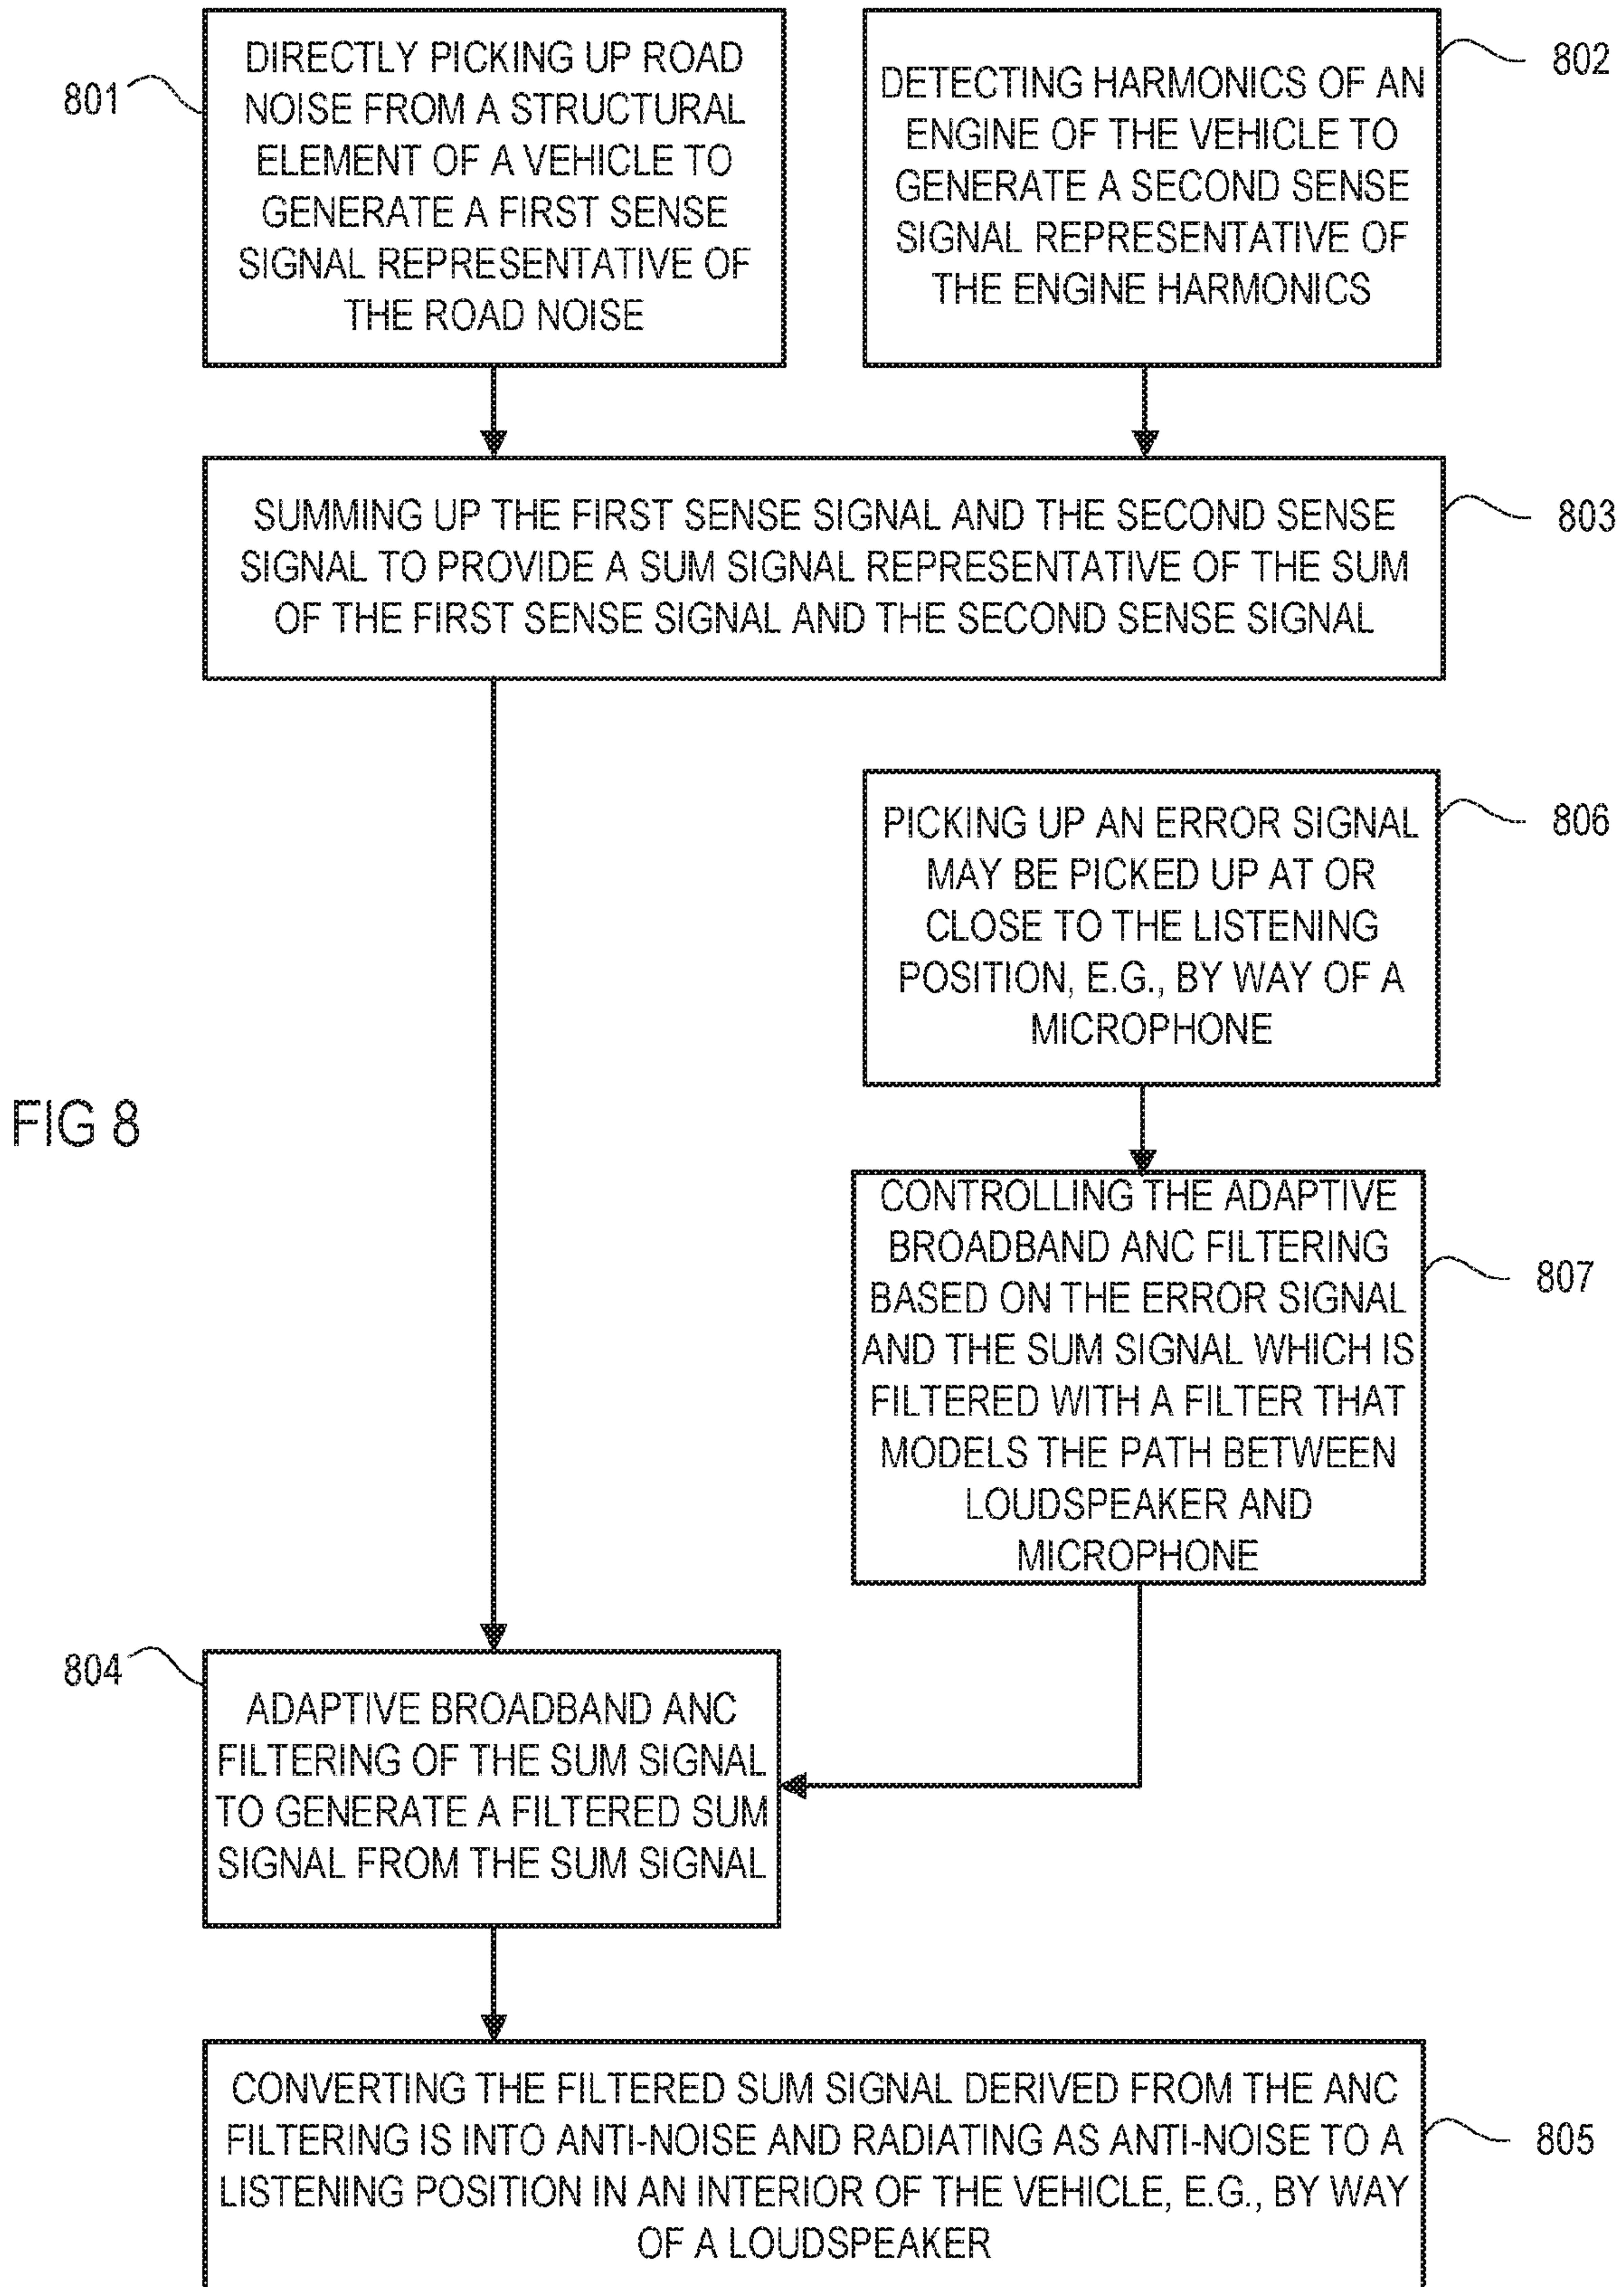 801
DIRECTLY PICKING UP ROAD
NOISE FROM A STRUCTURAL
ELEMENT OF A VEHICLE TO
GENERATE A FIRST SENSE
SIGNAL REPRESENTATIVE OF
THE ROAD NOISE
802
DETECTING HARMONICS OF AN
ENGINE OF THE VEHICLE TO
GENERATE A SECOND SENSE
SIGNAL REPRESENTATIVE OF
THE ENGINE HARMONICS
803
SUMMING UP THE FIRST SENSE SIGNAL AND THE SECOND SENSE
SIGNAL TO PROVIDE A SUM SIGNAL REPRESENTATIVE OF THE SUM
OF THE FIRST SENSE SIGNAL AND THE SECOND SENSE SIGNAL
806
PICKING UP AN ERROR SIGNAL
MAY BE PICKED UP AT OR
CLOSE TO THE LISTENING
POSITION, E.G., BY WAY OF A
MICROPHONE
FIG 8
807
CONTROLLING THE ADAPTIVE
BROADBAND ANC FILTERING
BASED ON THE ERROR SIGNAL
AND THE SUM SIGNAL WHICH IS
FILTERED WITH A FILTER THAT
MODELS THE PATH BETWEEN
LOUDSPEAKER AND
MICROPHONE
804
ADAPTIVE BROADBAND ANC
FILTERING OF THE SUM SIGNAL
TO GENERATE A FILTERED SUM
SIGNAL FROM THE SUM SIGNAL
805
CONVERTING THE FILTERED SUM SIGNAL DERIVED FROM THE ANC
FILTERING IS INTO ANTI-NOISE AND RADIATING AS ANTI-NOISE TO A
LISTENING POSITION IN AN INTERIOR OF THE VEHICLE, E.G., BY WAY
OF A LOUDSPEAKER